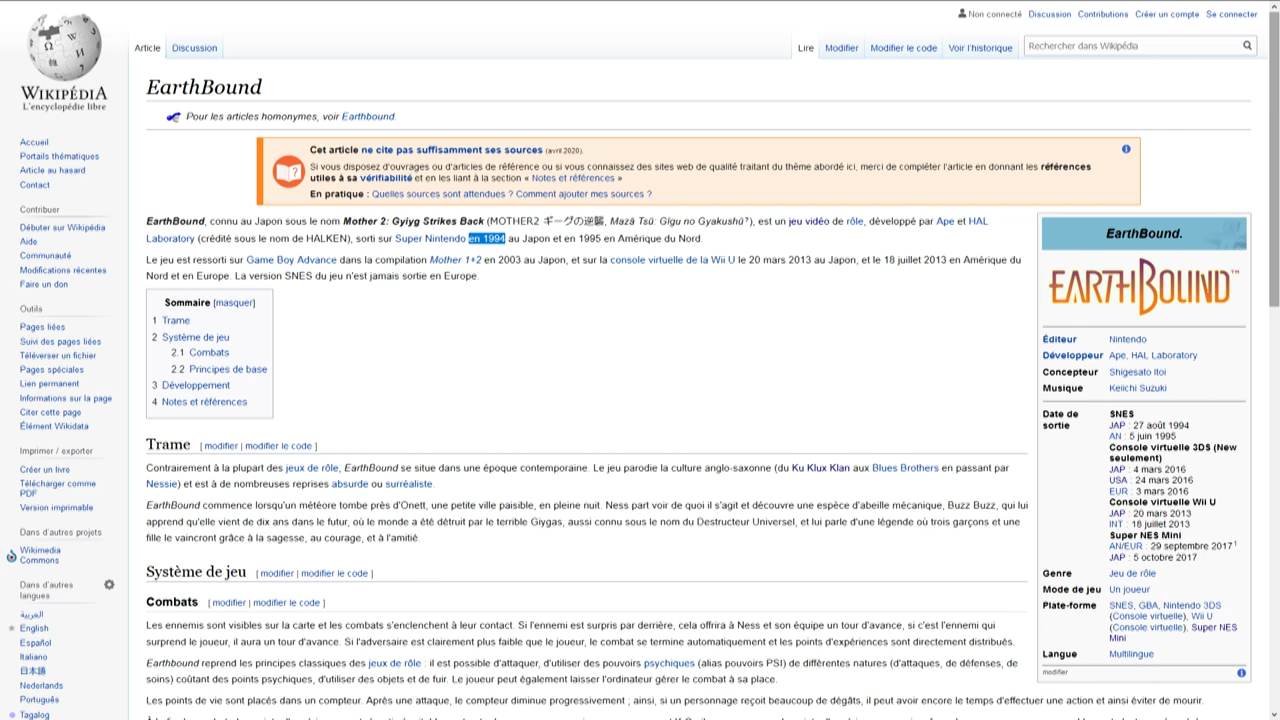 Non connecté Discussion Contributions Créer un compte Se connecter
Article Discussion Lire Modifier Modifier le code Voir l'historique Rechercher dans Wikipédia
WIKIPÉDIA
L'encyclopédie libre
Accueil
Portails thématiques
Article au hasard
Contact
Contribuer
Débuter sur Wikipédia
Aide
Communauté
Modifications récentes
Faire un don
Outils
Pages liées
Suivi des pages liées
Téléverser un fichier
Pages spéciales
Lien permanent
Informations sur la page
Citer cette page
Élément Wikidata
Imprimer / exporter
Créer un livre
Télécharger comme
PDF
Version imprimable
Dans d'autres projets
Wikimedia
Commons
Dans d'autres
langues
العربية
English
Español
Italiano
日本語
Nederlands
Português
Tagalog
EarthBound
Pour les articles homonymes, voir Earthbound.
Cet article ne cite pas suffisamment ses sources (avril 2020).
Si vous disposez d'ouvrages ou d'articles de référence ou si vous connaissez des sites web de qualité traitant du thème abordé ici, merci de compléter l'article en donnant les références
utiles à sa vérifiabilité et en les liant à la section « Notes et références »
En pratique : Quelles sources sont attendues ? Comment ajouter mes sources ?
EarthBound, connu au Japon sous le nom Mother 2: Gyiyg Strikes Back (MOTHER2 ギーグの逆襲, Mazā Tsū: Gīgu no Gyakushū?), est un jeu vidéo de rôle, développé par Ape et HAL
Laboratory (crédité sous le nom de HALKEN), sorti sur Super Nintendo en 1994 au Japon et en 1995 en Amérique du Nord.
Le jeu est ressorti sur Game Boy Advance dans la compilation Mother 1+2 en 2003 au Japon, et sur la console virtuelle de la Wii U le 20 mars 2013 au Japon, et le 18 juillet 2013 en Amérique du
Nord et en Europe. La version SNES du jeu n'est jamais sortie en Europe.
Sommaire [masquer]
1 Trame
2 Système de jeu
2.1 Combats
2.2 Principes de base
3 Développement
4 Notes et références
Trame [ modifier | modifier le code ]
Contrairement à la plupart des jeux de rôle, EarthBound se situe dans une époque contemporaine. Le jeu parodie la culture anglo-saxonne (du Ku Klux Klan aux Blues Brothers en passant par
Nessie) et est à de nombreuses reprises absurde ou surréaliste.
EarthBound commence lorsqu'un météore tombe près d'Onett, une petite ville paisible, en pleine nuit. Ness part voir de quoi il s'agit et découvre une espèce d'abeille mécanique, Buzz Buzz, qui lui
apprend qu'elle vient de dix ans dans le futur, où le monde a été détruit par le terrible Giygas, aussi connu sous le nom du Destructeur Universel, et lui parle d'une légende où trois garçons et une
fille le vaincront grâce à la sagesse, au courage, et à l'amitié.
Système de jeu [ modifier | modifier le code ]
Combats [ modifier | modifier le code ]
Les ennemis sont visibles sur la carte et les combats s'enclenchent à leur contact. Si l'ennemi est surpris par derrière, cela offrira à Ness et son équipe un tour d'avance, si c'est l'ennemi qui
surprend le joueur, il aura un tour d'avance. Si l'adversaire est clairement plus faible que le joueur, le combat se termine automatiquement et les points d'expériences sont directement distribués.
Earthbound reprend les principes classiques des jeux de rôle : il est possible d'attaquer, d'utiliser des pouvoirs psychiques (alias pouvoirs PSI) de différentes natures (d'attaques, de défenses, de
soins) coûtant des points psychiques, d'utiliser des objets et de fuir. Le joueur peut également laisser l'ordinateur gérer le combat à sa place.
Les points de vie sont placés dans un compteur. Après une attaque, le compteur diminue progressivement ; ainsi, si un personnage reçoit beaucoup de dégâts, il peut avoir encore le temps d'effectuer une action et ainsi éviter de mourir.
EarthBound.
EARTHBOUND™
Éditeur Nintendo
Développeur Ape, HAL Laboratory
Concepteur Shigesato Itoi
Musique Keiichi Suzuki
Date de sortie SNES
JAP : 27 août 1994
AN : 5 juin 1995
Console virtuelle 3DS (New
seulement)
JAP : 4 mars 2016
USA : 24 mars 2016
EUR : 3 mars 2016
Console virtuelle Wii U
JAP : 20 mars 2013
INT : 18 juillet 2013
Super NES Mini
AN/EUR : 29 septembre 2017¹
JAP : 5 octobre 2017
Genre Jeu de rôle
Mode de jeu Un joueur
Plate-forme SNES, GBA, Nintendo 3DS
(Console virtuelle), Wii U
(Console virtuelle), Super NES
Mini
Langue Multilingue
modifier